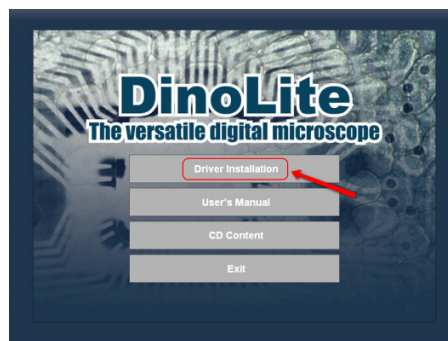 DinoLite
The versatile digital microscope
Driver Installation
User's Manual
CD Content
Exit